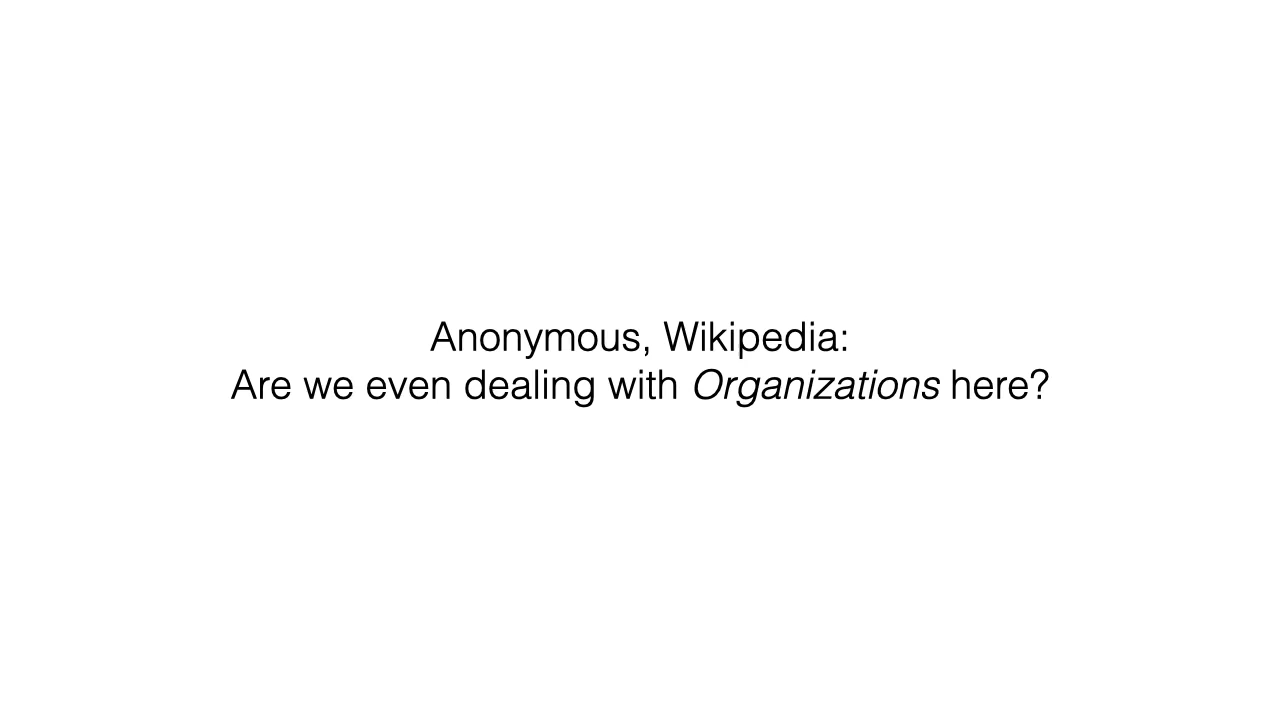 Anonymous, Wikipedia:
Are we even dealing with Organizations here?